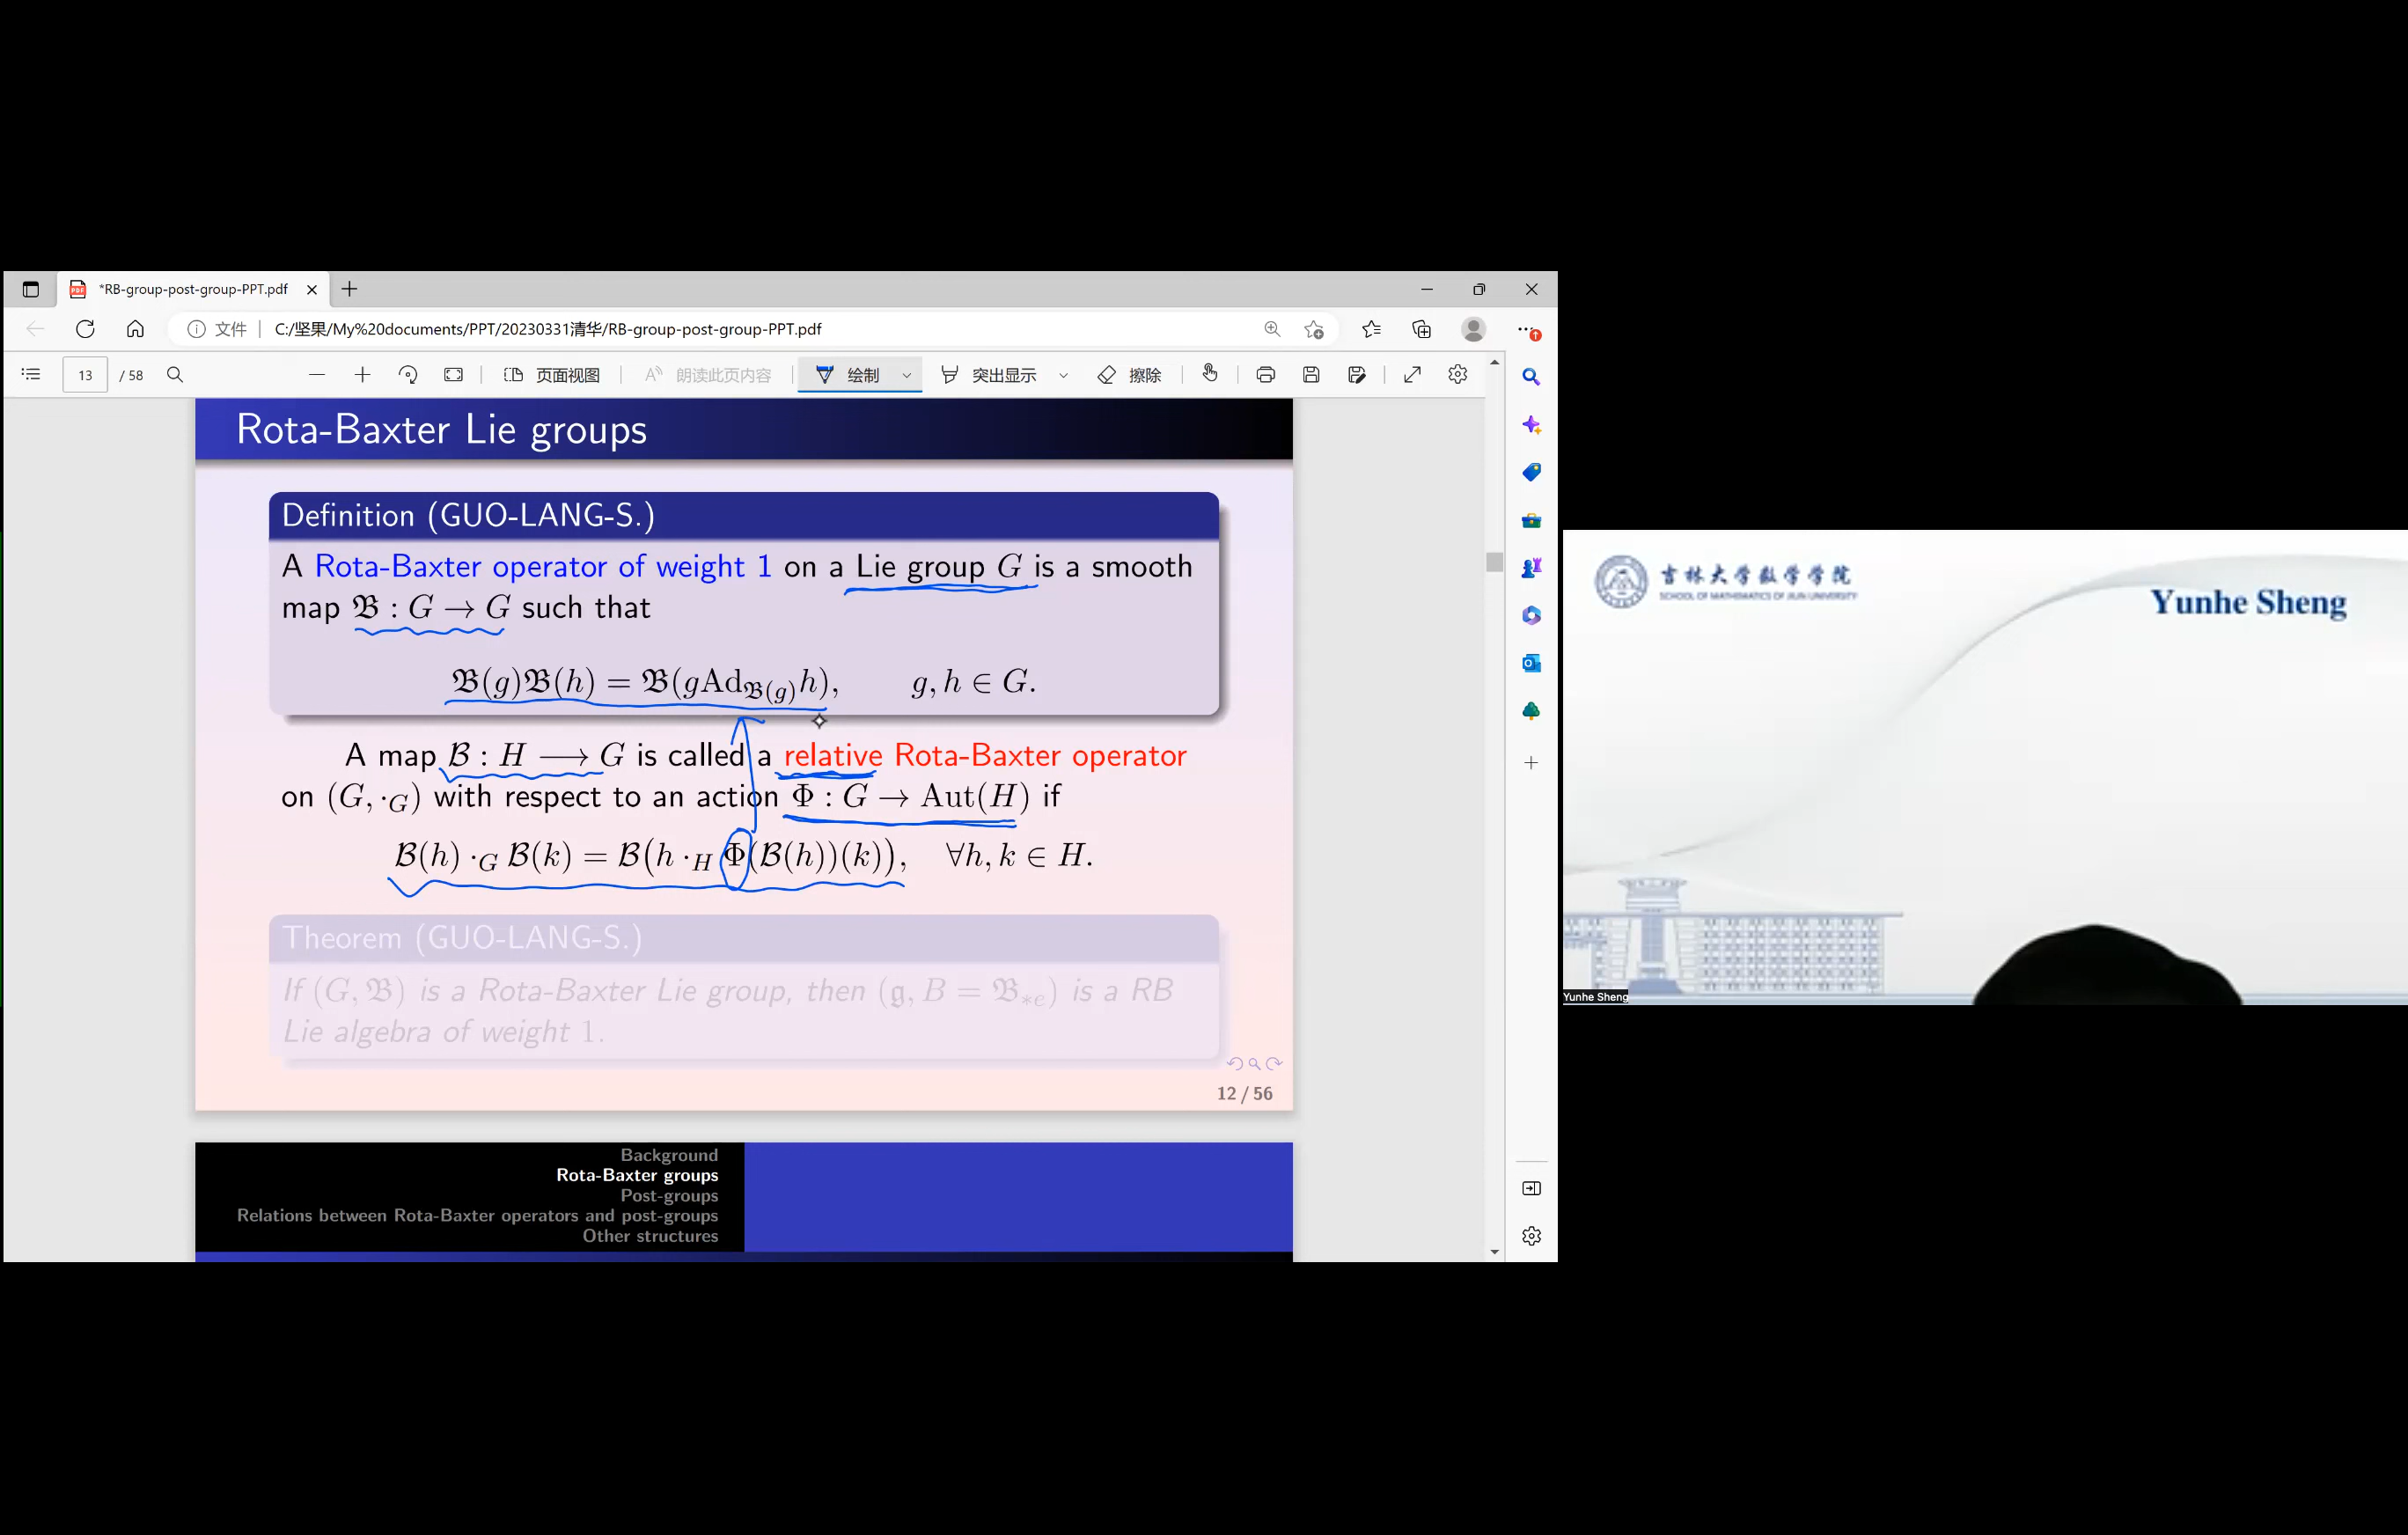 *RB-group-post-group-PPT.pdf
文件 | C:/坚果/My%20documents/PPT/20230331清华/RB-group-post-group-PPT.pdf
13 / 58 页面视图 朗读此页内容 绘制 突出显示 擦除
Rota-Baxter Lie groups
Definition (GUO-LANG-S.)
A Rota-Baxter operator of weight 1 on a Lie group G is a smooth
map 𝔅 : G → G such that
𝔅(g)𝔅(h) = 𝔅(gAd_{𝔅(g)}h), g, h ∈ G.
A map ℬ : H ⟶ G is called a relative Rota-Baxter operator
on (G, ·_G) with respect to an action Φ : G → Aut(H) if
ℬ(h) ·_G ℬ(k) = ℬ(h ·_H Φ(ℬ(h))(k)), ∀h, k ∈ H.
Theorem (GUO-LANG-S.)
If (G, 𝔅) is a Rota-Baxter Lie group, then (𝔤, B = 𝔅_{*e}) is a RB
Lie algebra of weight 1.
12 / 56
Background
Rota-Baxter groups
Post-groups
Relations between Rota-Baxter operators and post-groups
Other structures
吉林大学数学学院
SCHOOL OF MATHEMATICS OF JILIN UNIVERSITY
Yunhe Sheng
Yunhe Sheng